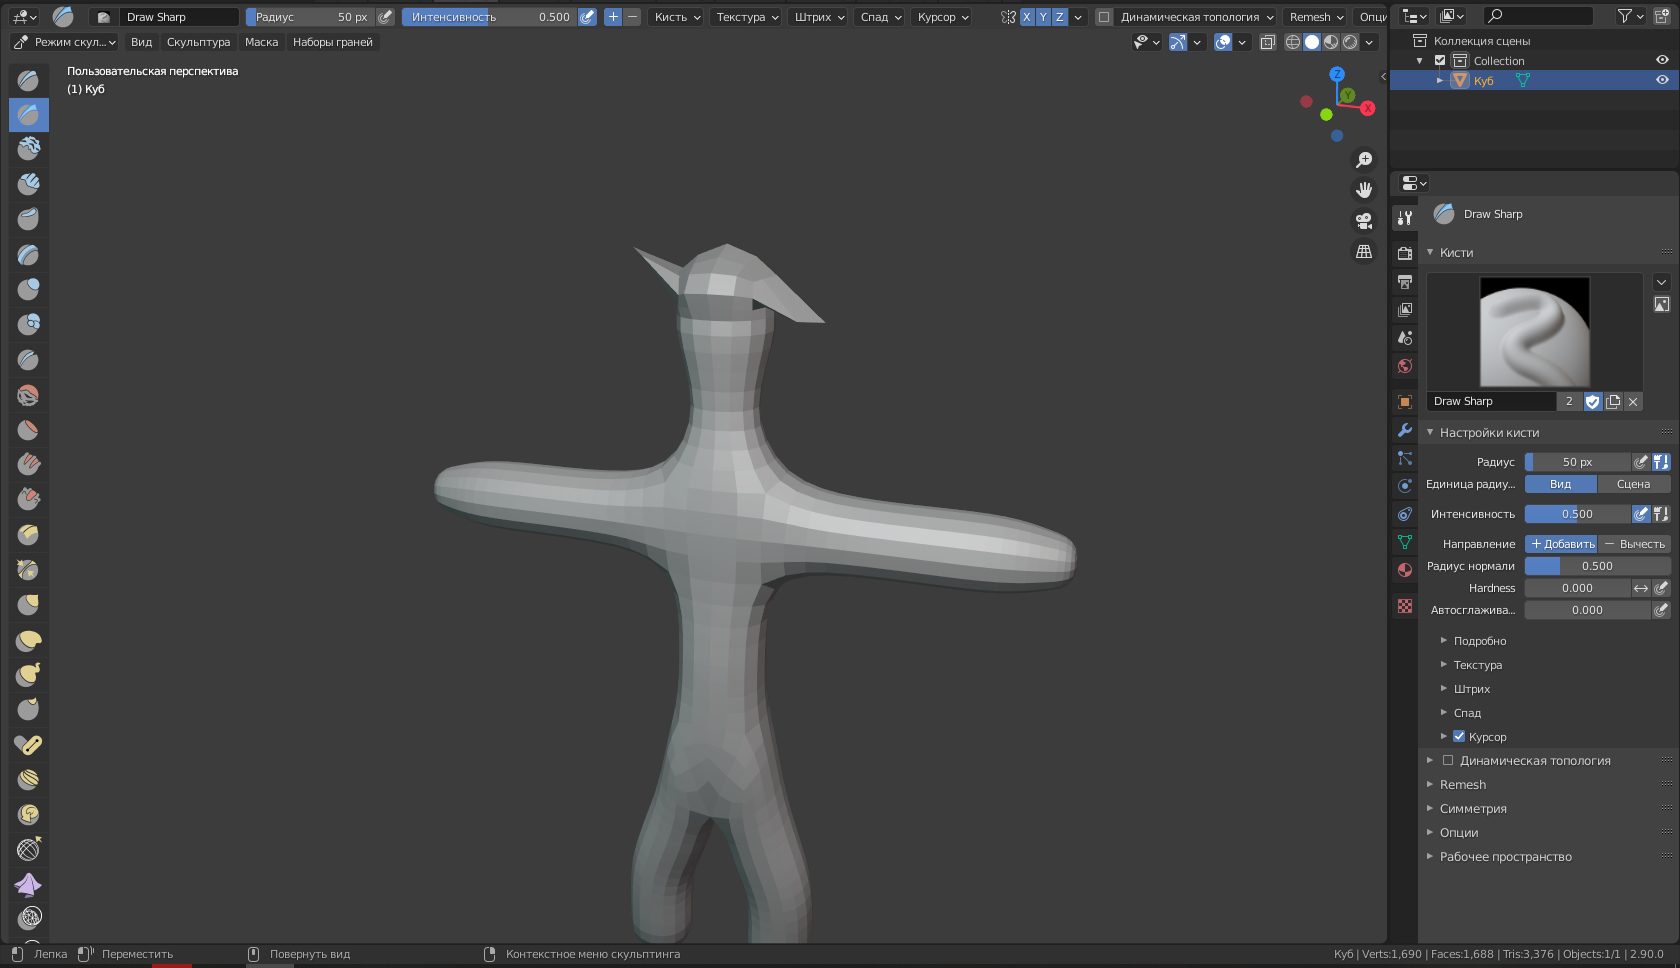 Draw Sharp Радиус 50 px Интенсивность 0.500 + − Кисть Текстура Штрих Спад Курсор X Y Z Динамическая топология Remesh Опци
Режим скул... Вид Скульптура Маска Наборы граней
Пользовательская перспектива
(1) Куб
Z
Y
X
Коллекция сцены
Collection
Куб
Draw Sharp
Кисти
Draw Sharp 2
Настройки кисти
Радиус 50 px
Единица радиу... Вид Сцена
Интенсивность 0.500
Направление + Добавить − Вычесть
Радиус нормали 0.500
Hardness 0.000
Автосглажива... 0.000
Подробно
Текстура
Штрих
Спад
Курсор
Динамическая топология
Remesh
Симметрия
Опции
Рабочее пространство
Лепка Переместить Повернуть вид Контекстное меню скульптинга Куб | Verts:1,690 | Faces:1,688 | Tris:3,376 | Objects:1/1 | 2.90.0